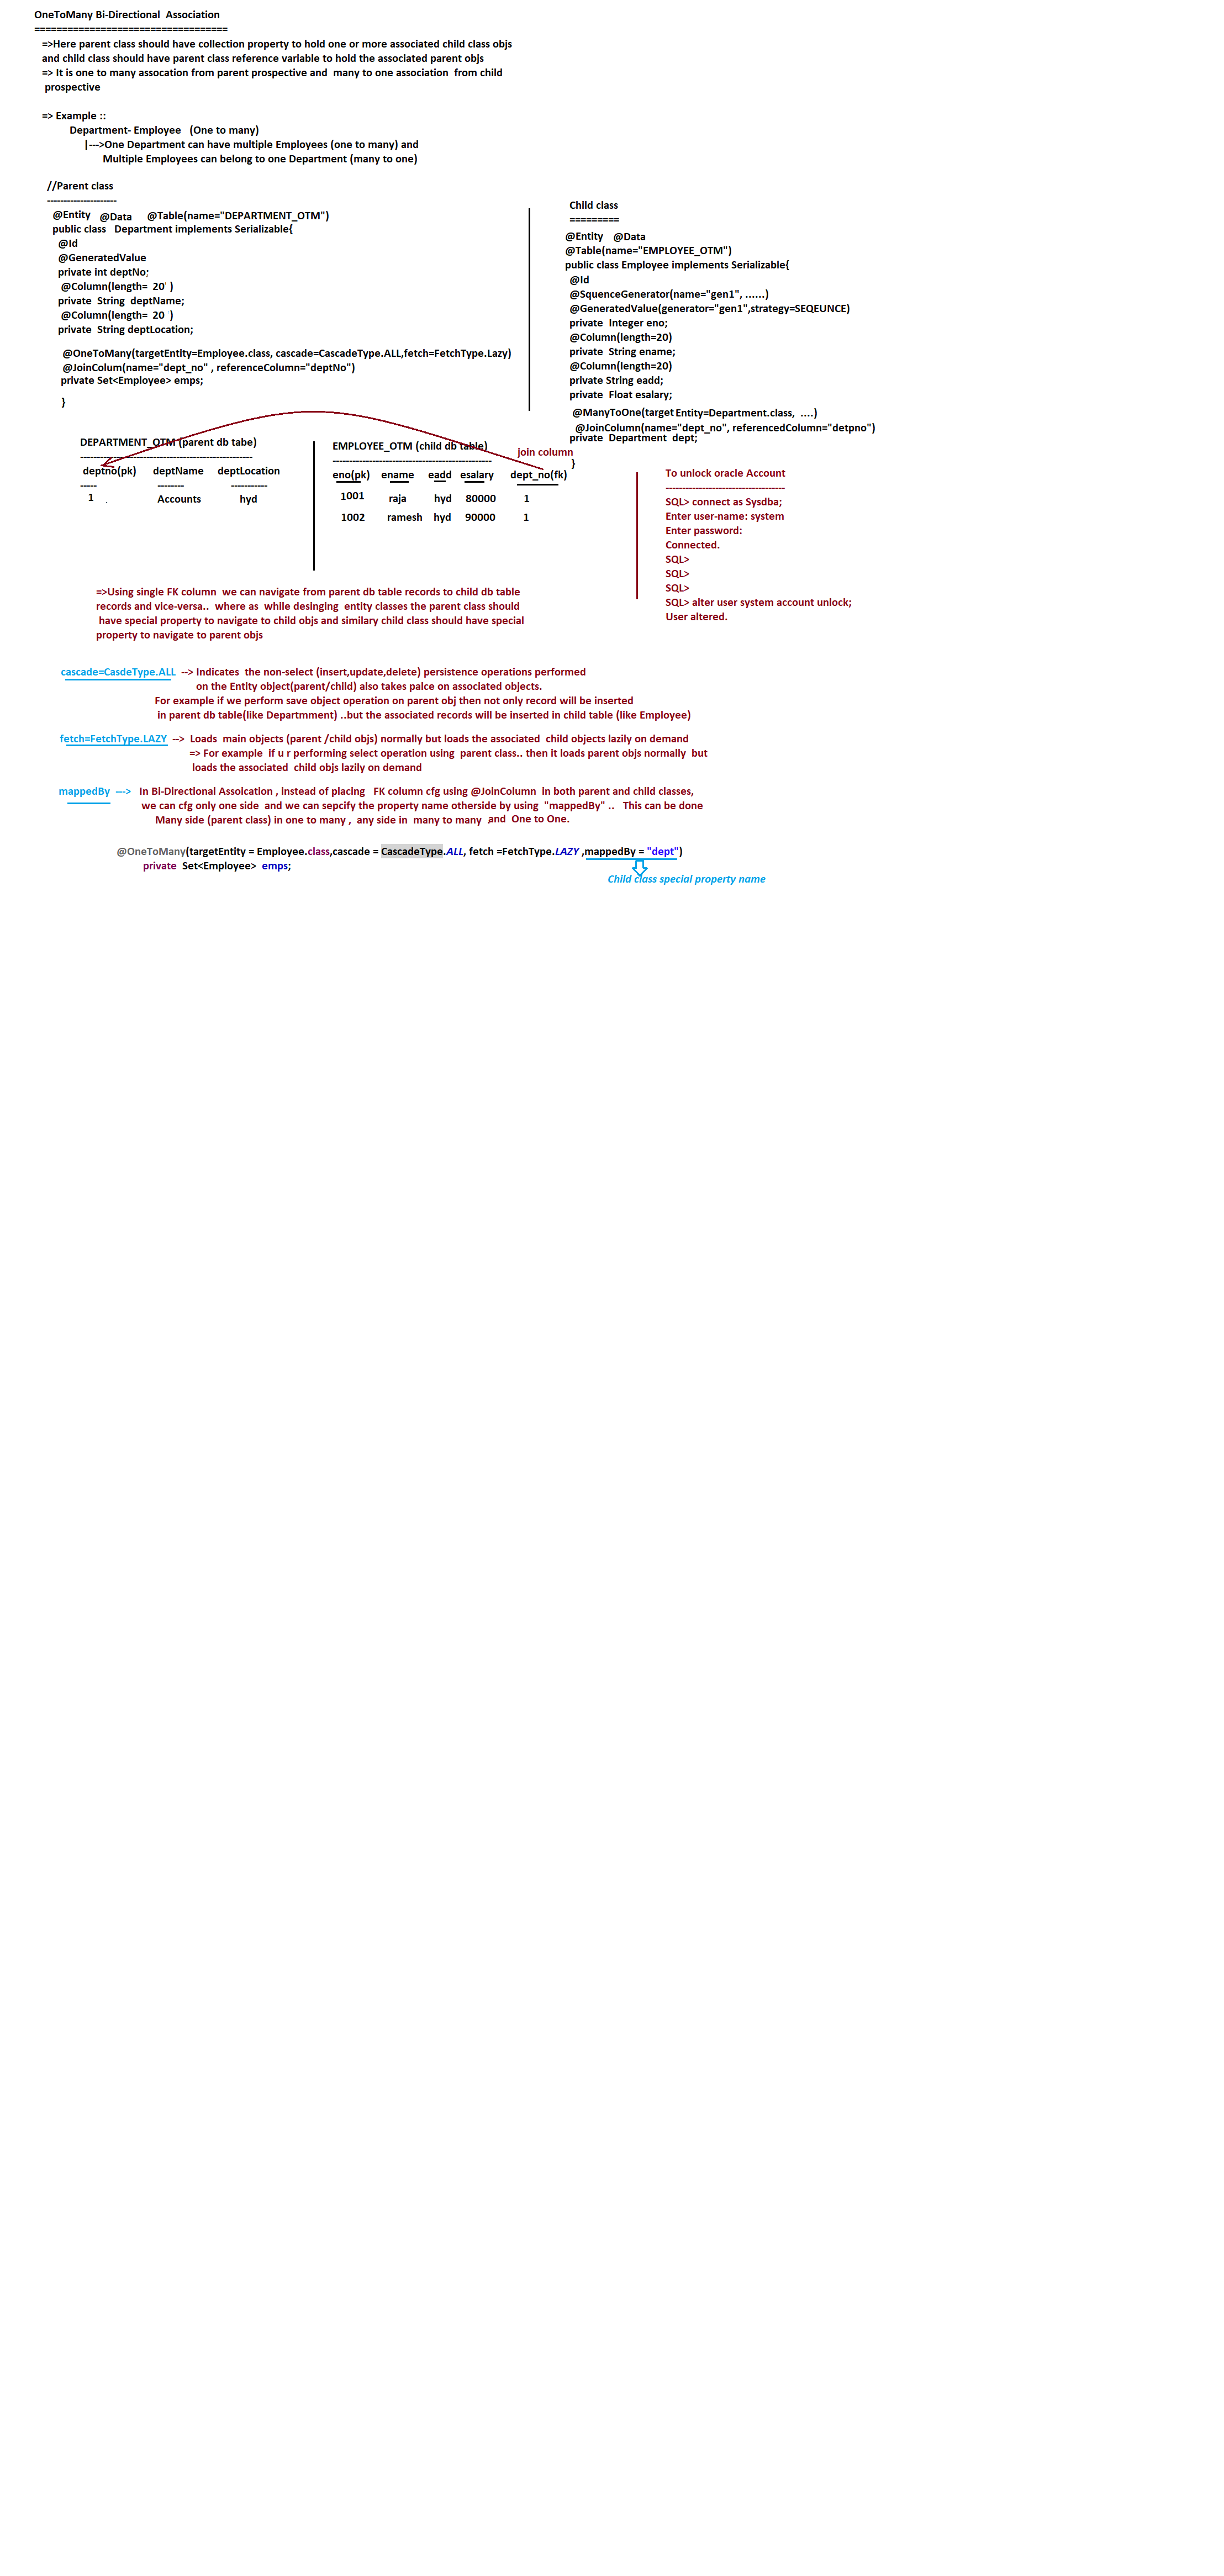 OneToMany Bi-Directional  Association
===================================
=>Here parent class should have collection property to hold one or more associated child class objs
and child class should have parent class reference variable to hold the associated parent objs
=> It is one to many assocation from parent prospective and  many to one association  from child
prospective
=> Example ::
Department- Employee   (One to many)
|--->One Department can have multiple Employees (one to many) and
Multiple Employees can belong to one Department (many to one)
//Parent class
---------------------
@Entity   @Data     @Table(name="DEPARTMENT_OTM")
public class   Department implements Serializable{
@Id
@GeneratedValue
private int deptNo;
@Column(length=  20  )
private  String  deptName;
@Column(length=  20  )
private  String deptLocation;
@OneToMany(targetEntity=Employee.class, cascade=CascadeType.ALL,fetch=FetchType.Lazy)
@JoinColum(name="dept_no" , referenceColumn="deptNo")
private Set<Employee> emps;
}
Child class
=========
@Entity   @Data
@Table(name="EMPLOYEE_OTM")
public class Employee implements Serializable{
@Id
@SquenceGenerator(name="gen1", ......)
@GeneratedValue(generator="gen1",strategy=SEQEUNCE)
private  Integer eno;
@Column(length=20)
private  String ename;
@Column(length=20)
private String eadd;
private  Float esalary;
@ManyToOne(target Entity=Department.class,  ....)
@JoinColumn(name="dept_no", referencedColumn="detpno")
private  Department  dept;
}
DEPARTMENT_OTM (parent db tabe)
----------------------------------------------------
deptno(pk)     deptName     deptLocation
-----     --------     -----------
1     Accounts     hyd
EMPLOYEE_OTM (child db table)
------------------------------------------------
join column
eno(pk)    ename    eadd   esalary     dept_no(fk)
1001     raja     hyd    80000     1
1002     ramesh    hyd    90000     1
To unlock oracle Account
------------------------------------
SQL> connect as Sysdba;
Enter user-name: system
Enter password:
Connected.
SQL>
SQL>
SQL>
SQL> alter user system account unlock;
User altered.
=>Using single FK column  we can navigate from parent db table records to child db table
records and vice-versa..  where as  while desinging  entity classes the parent class should
have special property to navigate to child objs and similary child class should have special
property to navigate to parent objs
cascade=CasdeType.ALL  --> Indicates  the non-select (insert,update,delete) persistence operations performed
on the Entity object(parent/child) also takes palce on associated objects.
For example if we perform save object operation on parent obj then not only record will be inserted
in parent db table(like Departmment) ..but the associated records will be inserted in child table (like Employee)
fetch=FetchType.LAZY  -->  Loads  main objects (parent /child objs) normally but loads the associated  child objects lazily on demand
=> For example  if u r performing select operation using  parent class.. then it loads parent objs normally  but
loads the associated  child objs lazily on demand
mappedBy  --->   In Bi-Directional Assoication , instead of placing   FK column cfg using @JoinColumn  in both parent and child classes,
we can cfg only one side  and we can sepcify the property name otherside by using  "mappedBy" ..   This can be done
Many side (parent class) in one to many ,  any side in  many to many  ,and  One to One.
@OneToMany(targetEntity = Employee.class,cascade = CascadeType.ALL, fetch =FetchType.LAZY ,mappedBy = "dept")
private  Set<Employee>  emps;
Child class special property name